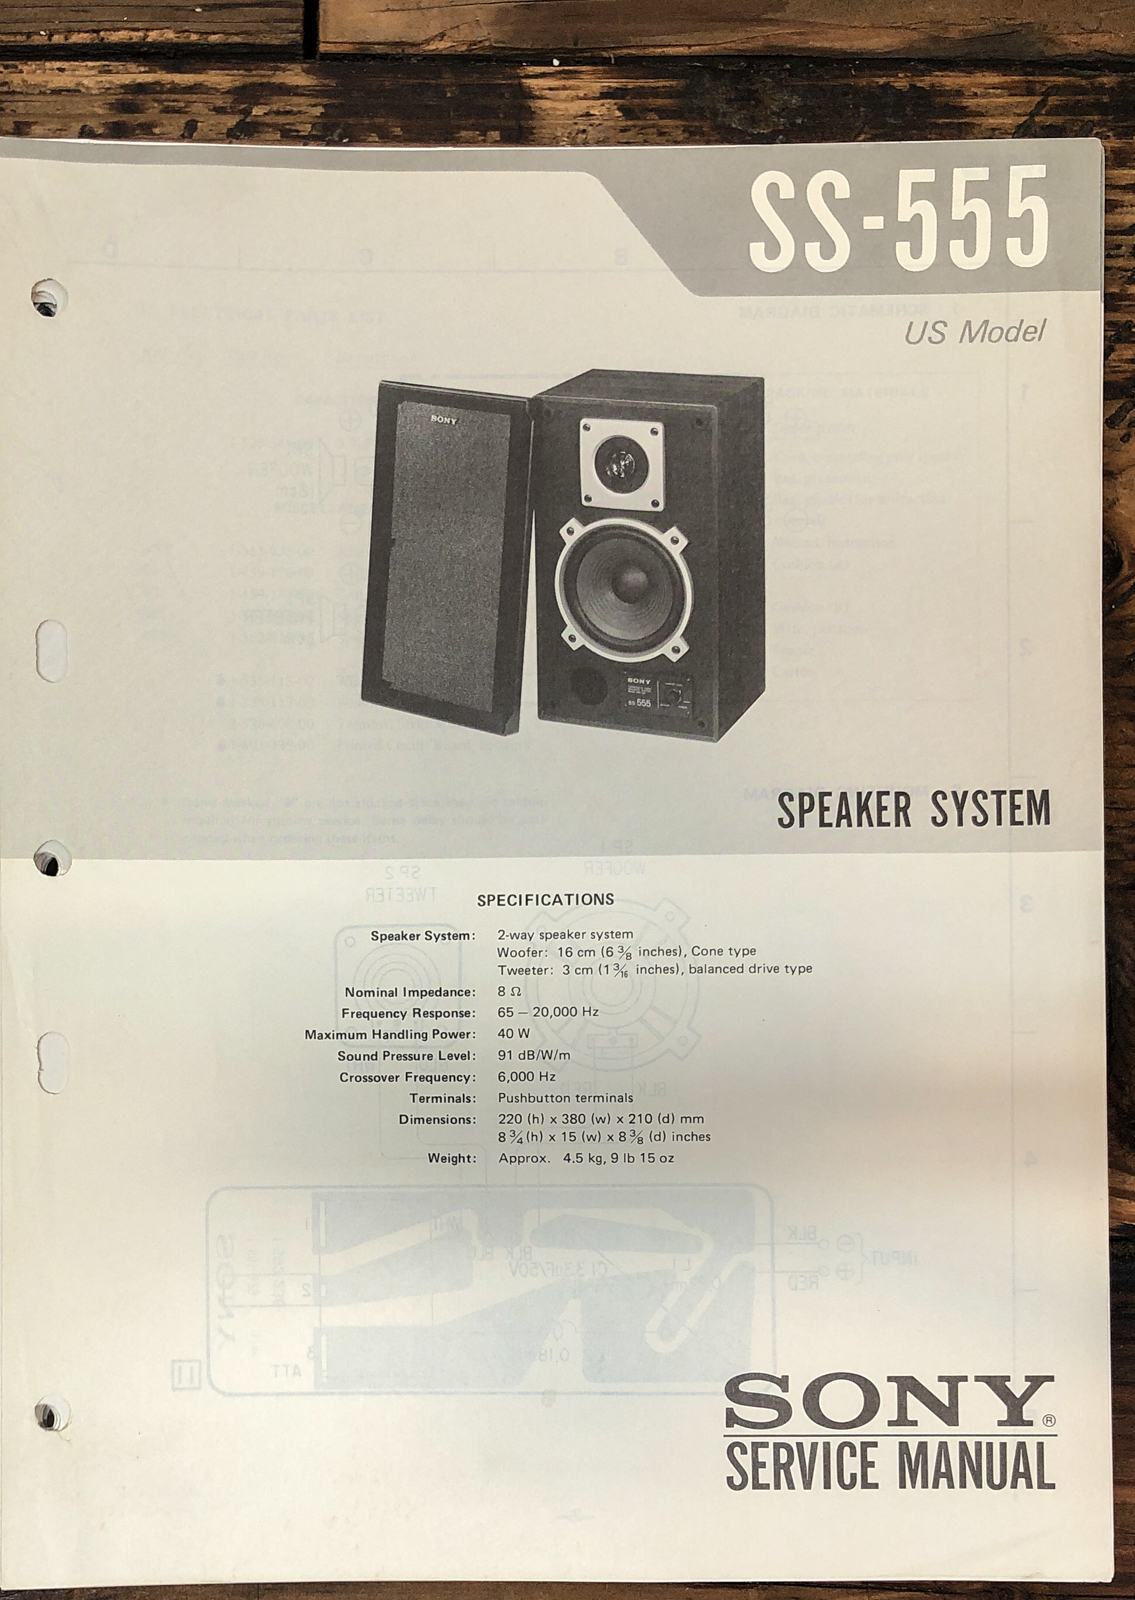 SS-555
US Model
SONY
SONY
SS 555
SPEAKER SYSTEM
SPECIFICATIONS
Speaker System: 2-way speaker system
Woofer: 16 cm (6 3/8 inches), Cone type
Tweeter: 3 cm (1 3/16 inches), balanced drive type
Nominal Impedance: 8 Ω
Frequency Response: 65 – 20,000 Hz
Maximum Handling Power: 40 W
Sound Pressure Level: 91 dB/W/m
Crossover Frequency: 6,000 Hz
Terminals: Pushbutton terminals
Dimensions: 220 (h) x 380 (w) x 210 (d) mm
8 3/4 (h) x 15 (w) x 8 3/8 (d) inches
Weight: Approx. 4.5 kg, 9 lb 15 oz
SONY®
SERVICE MANUAL